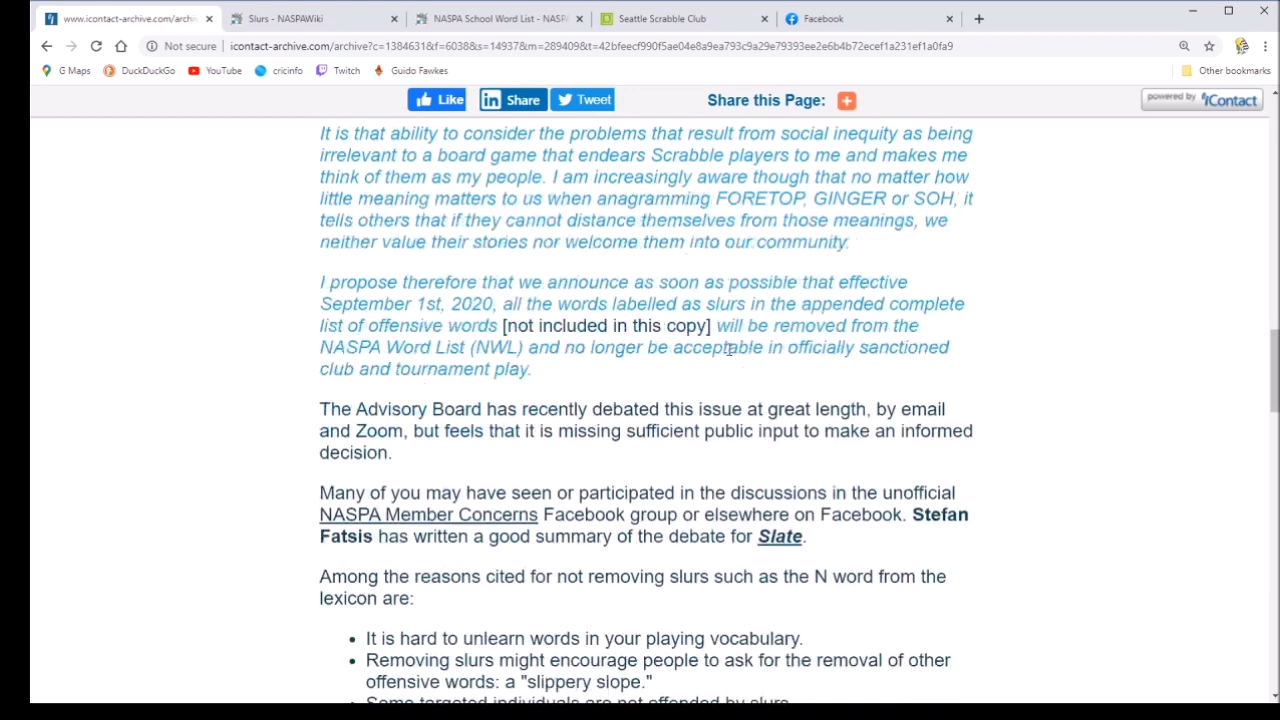 www.icontact-archive.com/archi
Slurs - NASPAWiki
NASPA School Word List - NASP
Seattle Scrabble Club
Facebook
Not secure
icontact-archive.com/archive?c=1384631&f=6038&s=14937&m=289409&t=42bfeecf990f5ae04e8a9ea793c9a29e79393ee2e6b4b72ecef1a231ef1a0fa9
G Maps
DuckDuckGo
YouTube
cricinfo
Twitch
Guido Fawkes
Other bookmarks
Like
in Share
Tweet
Share this Page:
powered by iContact
It is that ability to consider the problems that result from social inequity as being
irrelevant to a board game that endears Scrabble players to me and makes me
think of them as my people. I am increasingly aware though that no matter how
little meaning matters to us when anagramming FORETOP, GINGER or SOH, it
tells others that if they cannot distance themselves from those meanings, we
neither value their stories nor welcome them into our community.
I propose therefore that we announce as soon as possible that effective
September 1st, 2020, all the words labelled as slurs in the appended complete
list of offensive words [not included in this copy] will be removed from the
NASPA Word List (NWL) and no longer be acceptable in officially sanctioned
club and tournament play.
The Advisory Board has recently debated this issue at great length, by email
and Zoom, but feels that it is missing sufficient public input to make an informed
decision.
Many of you may have seen or participated in the discussions in the unofficial
NASPA Member Concerns Facebook group or elsewhere on Facebook. Stefan
Fatsis has written a good summary of the debate for Slate.
Among the reasons cited for not removing slurs such as the N word from the
lexicon are:
• It is hard to unlearn words in your playing vocabulary.
• Removing slurs might encourage people to ask for the removal of other
offensive words: a "slippery slope."
Some targeted individuals are not offended by slurs